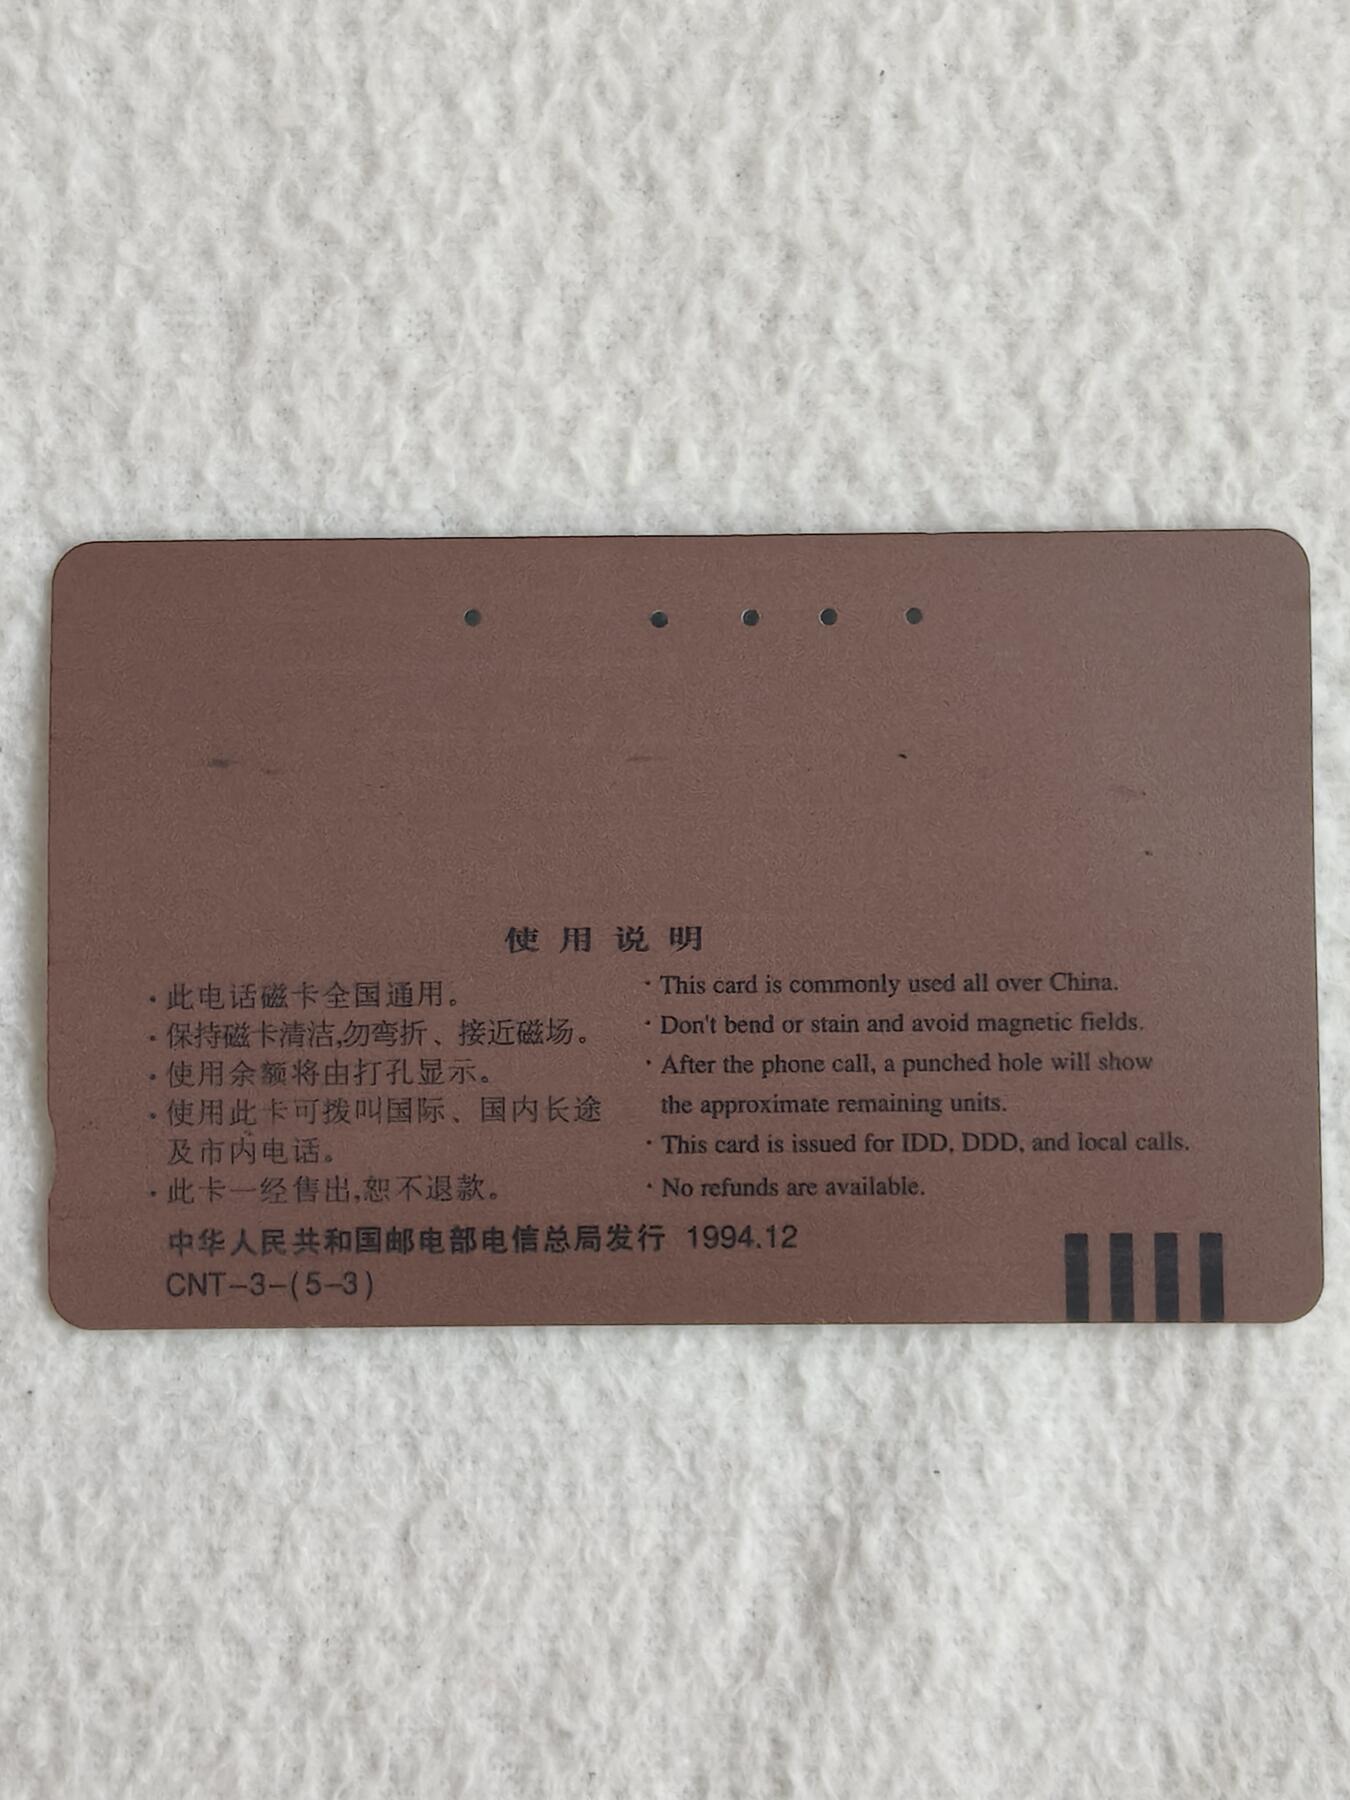 使用说明
·此电话磁卡全国通用。
·保持磁卡清洁,勿弯折、接近磁场。
·使用余额将由打孔显示。
·使用此卡可拨叫国际、国内长途
及市内电话。
·此卡一经售出,恕不退款。
·This card is commonly used all over China.
·Don't bend or stain and avoid magnetic fields.
·After the phone call, a punched hole will show
the approximate remaining units.
·This card is issued for IDD, DDD, and local calls.
·No refunds are available.
中华人民共和国邮电部电信总局发行 1994.12
CNT-3-(5-3)